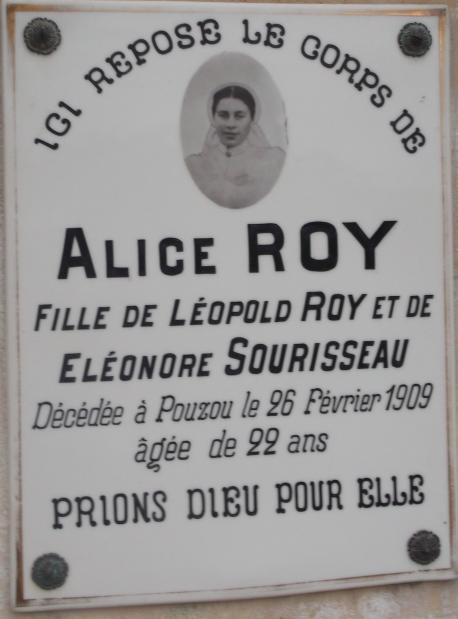 ICI REPOSE LE CORPS DE
ALICE ROY
FILLE DE LÉOPOLD ROY ET DE
ELÉONORE SOURISSEAU
Décédée à Pouzou le 26 Février 1909
âgée de 22 ans
PRIONS DIEU POUR ELLE